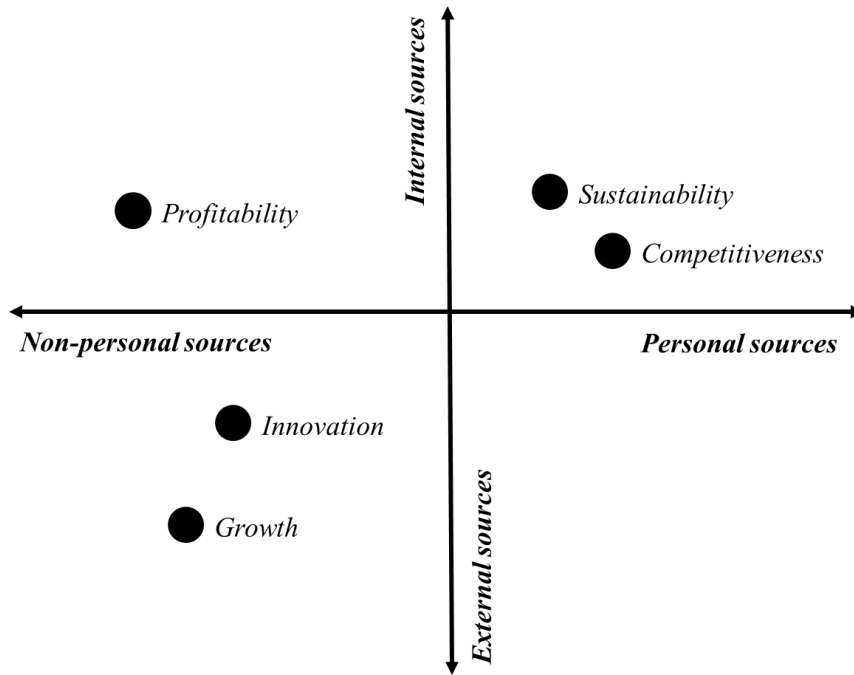 Internal sources
Profitability
Sustainability
Competitiveness
Non-personal sources
Personal sources
Innovation
Growth
External sources